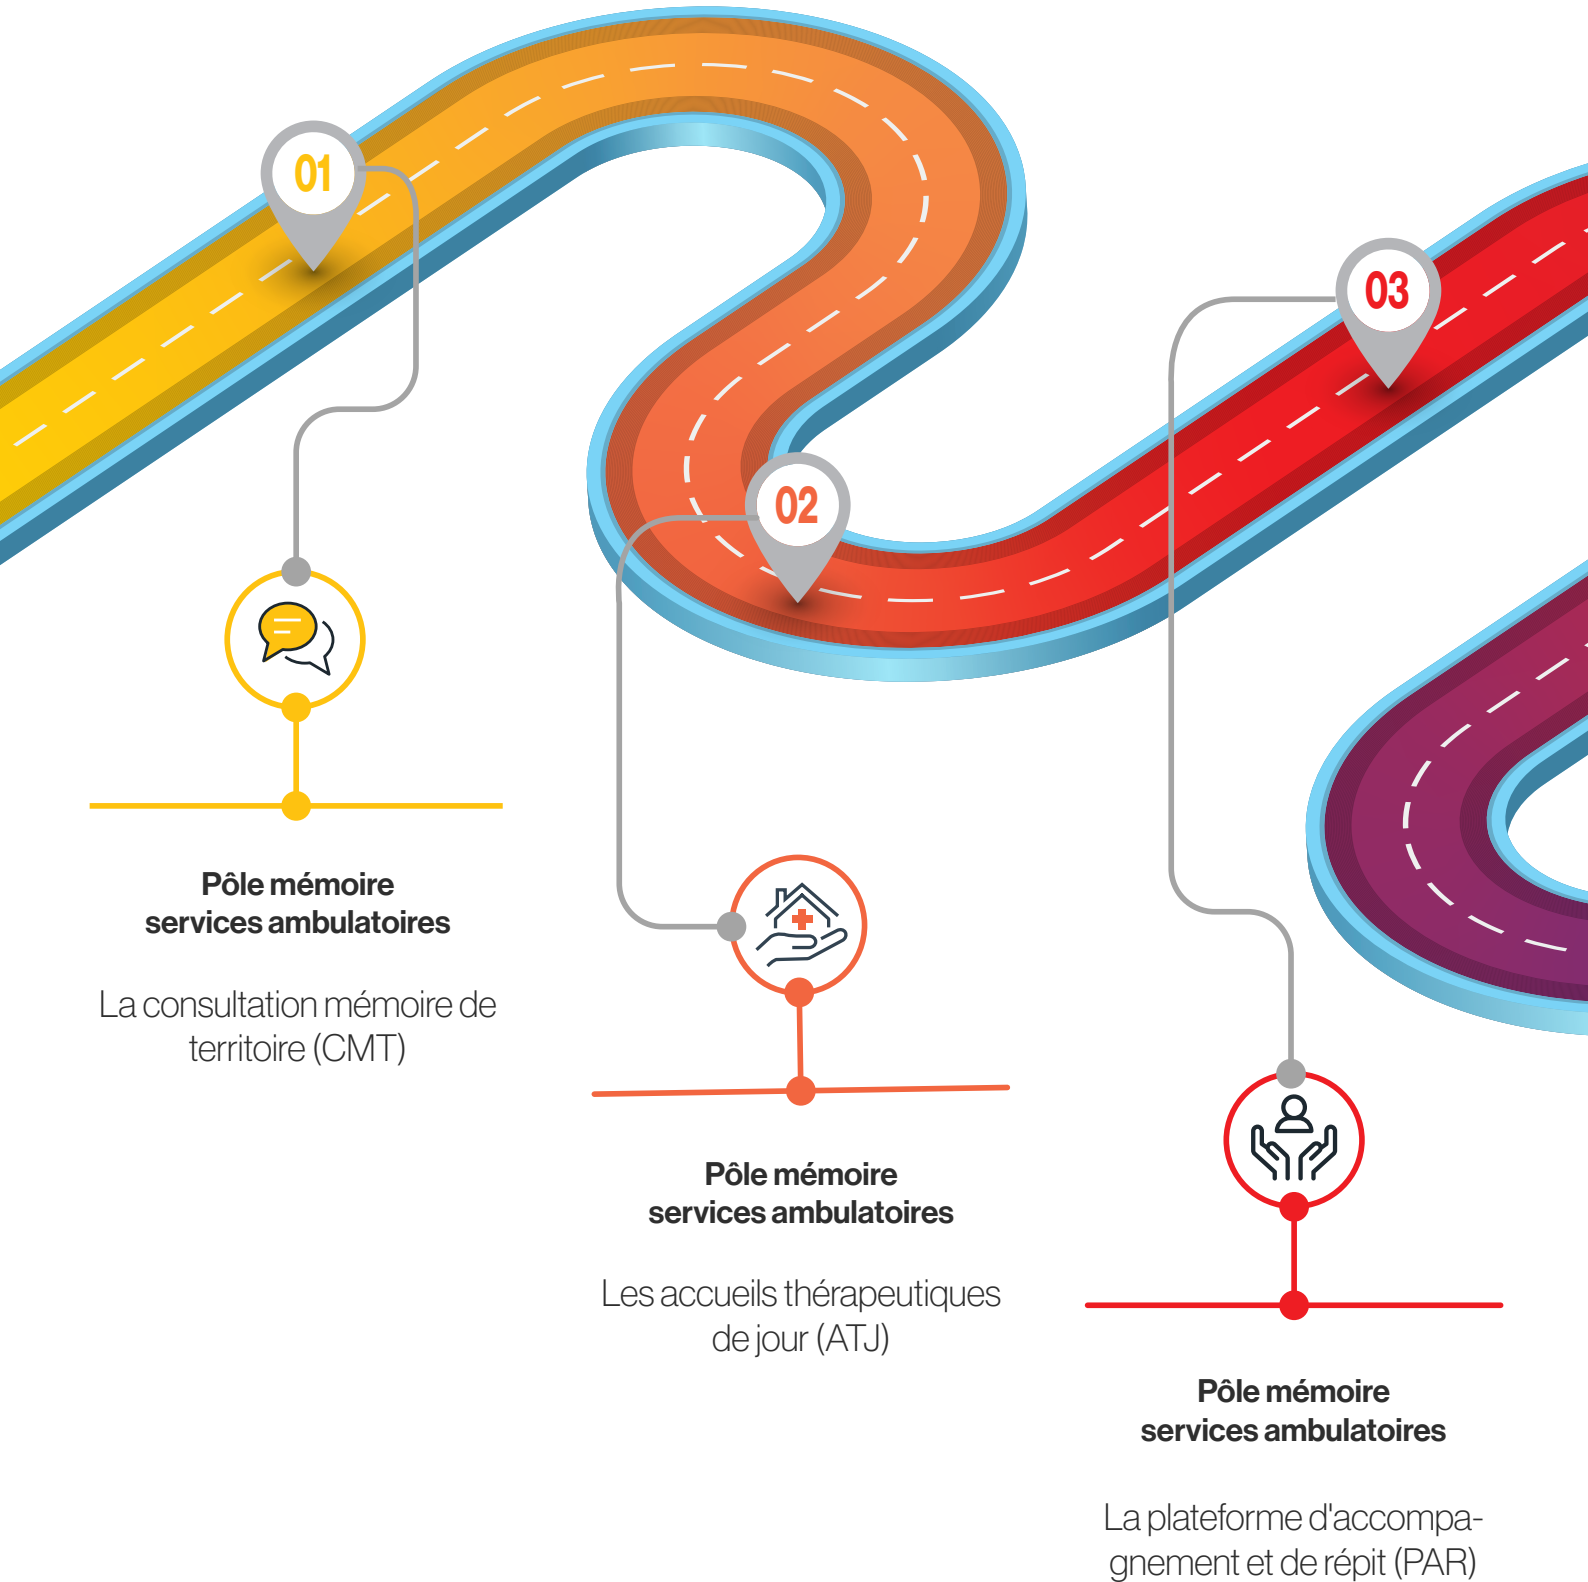 01
02
03
Pôle mémoire
services ambulatoires
La consultation mémoire de
territoire (CMT)
Pôle mémoire
services ambulatoires
Les accueils thérapeutiques
de jour (ATJ)
Pôle mémoire
services ambulatoires
La plateforme d'accompa-
gnement et de répit (PAR)